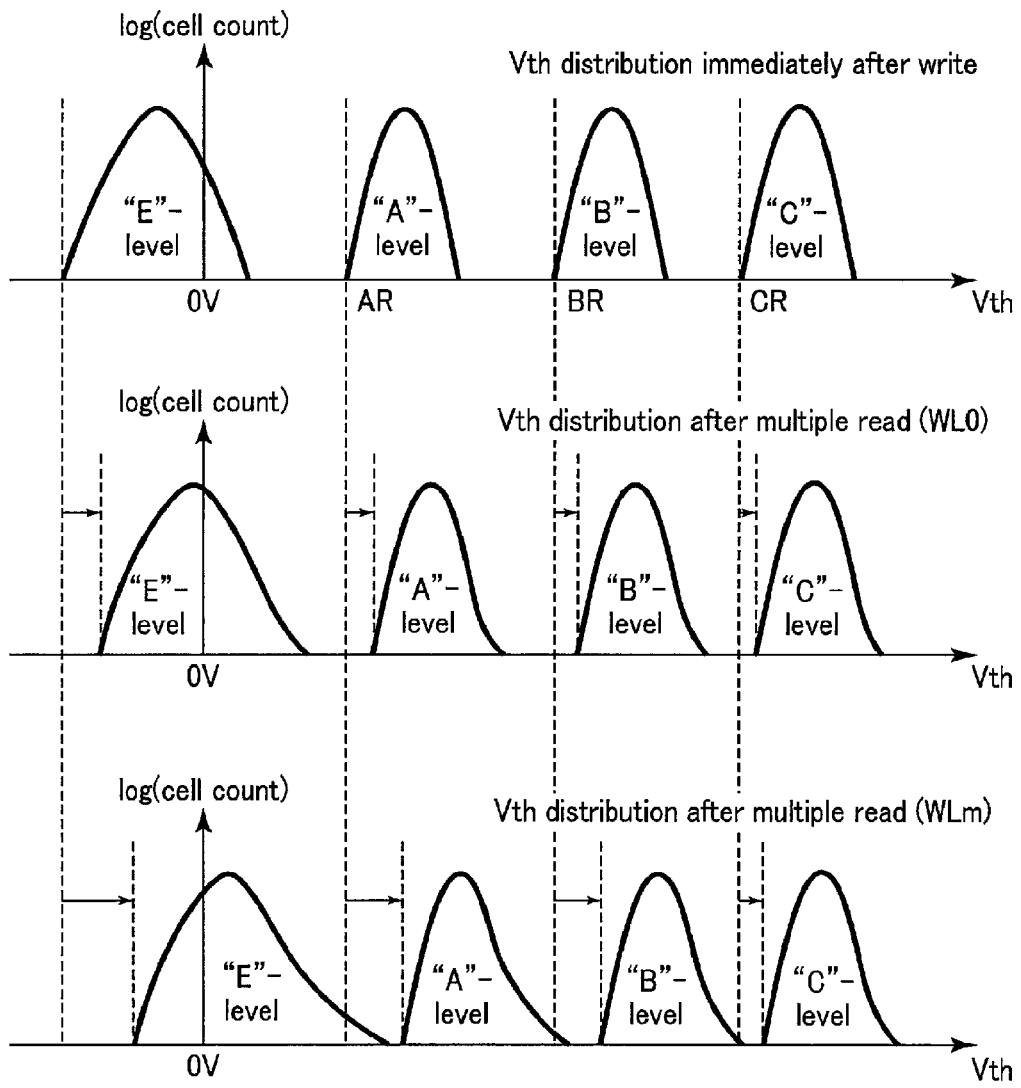 log(cell count)
Vth distribution immediately after write
“E”-
level
“A”-
level
“B”-
level
“C”-
level
0V
AR
BR
CR
Vth
log(cell count)
Vth distribution after multiple read (WL0)
“E”-
level
“A”-
level
“B”-
level
“C”-
level
0V
Vth
log(cell count)
Vth distribution after multiple read (WLm)
“E”-
level
“A”-
level
“B”-
level
“C”-
level
0V
Vth